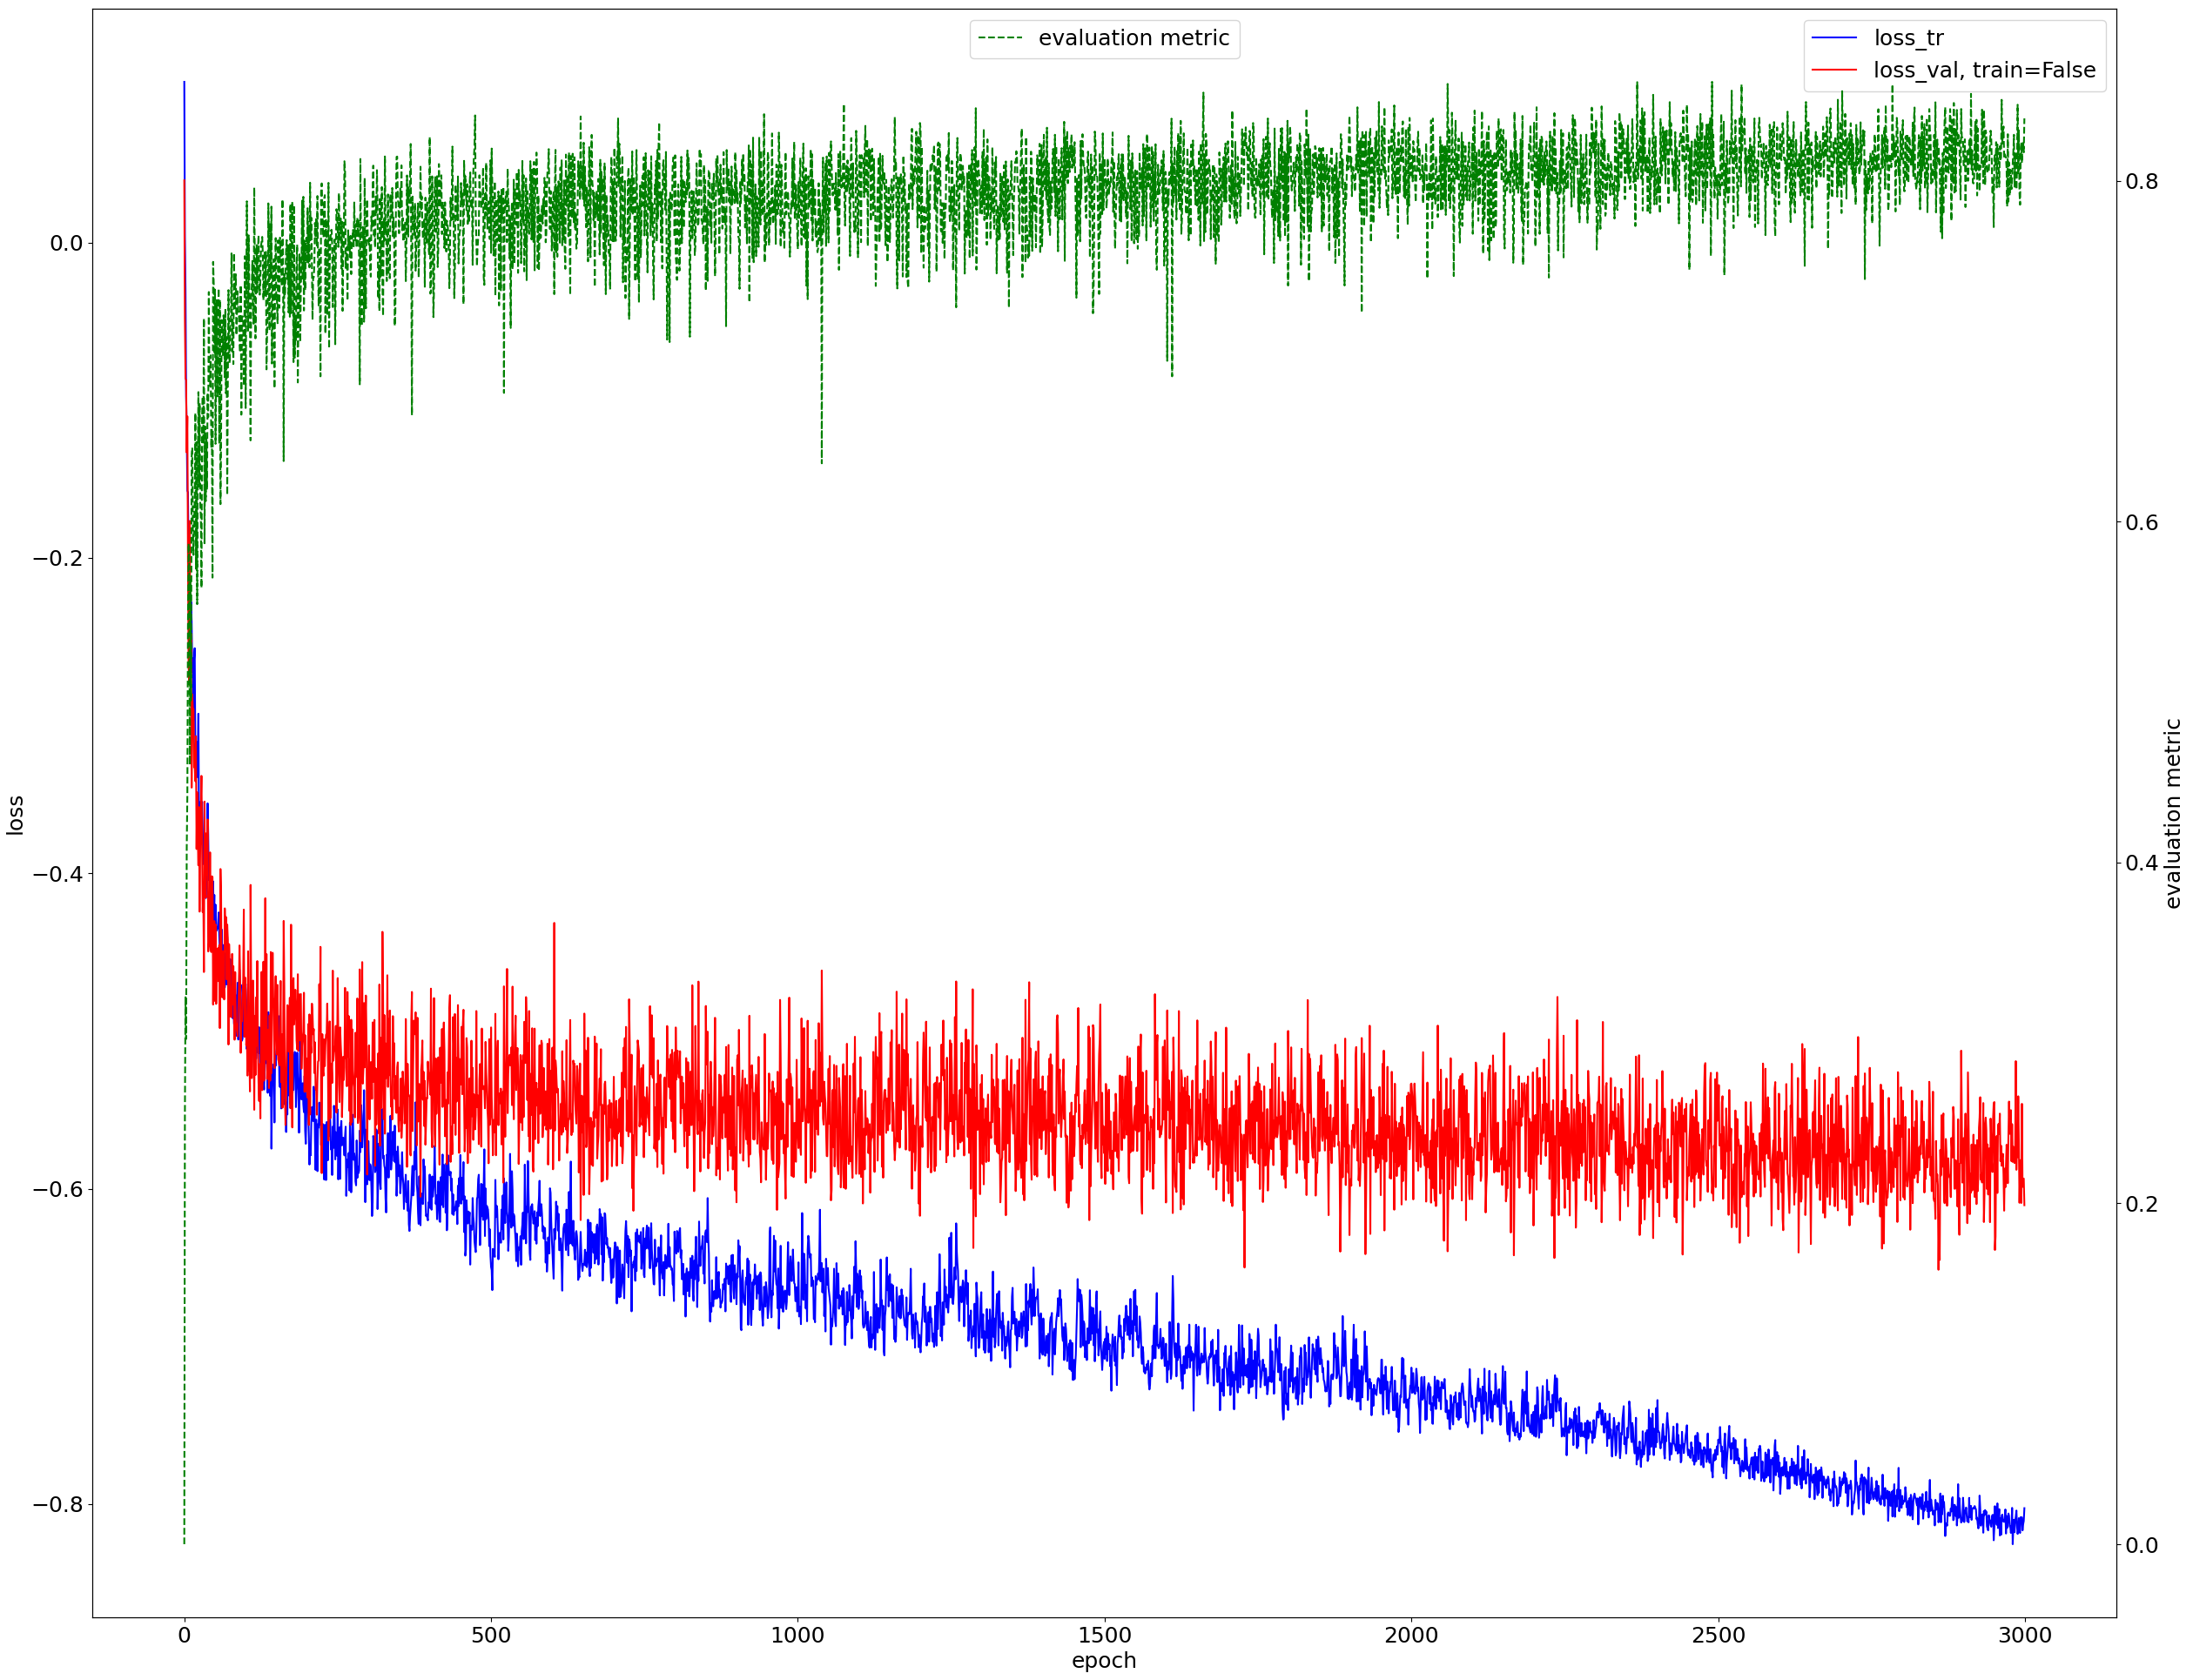 evaluation metric
loss_tr
loss_val, train=False
0.0
−0.2
−0.4
−0.6
−0.8
loss
0.8
0.6
0.4
0.2
0.0
evaluation metric
0 500 1000 1500 2000 2500 3000
epoch